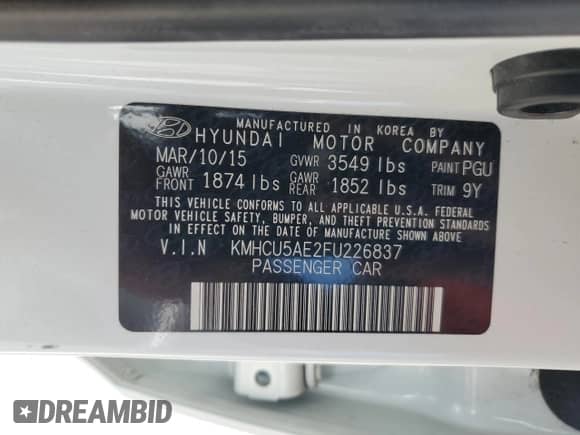 MANUFACTURED IN KOREA BY
HYUNDAI MOTOR COMPANY
MAR/10/15 GVWR 3549 lbs PAINT PGU
GAWR FRONT 1874 lbs GAWR REAR 1852 lbs TRIM 9Y
THIS VEHICLE CONFORMS TO ALL APPLICABLE U.S.A. FEDERAL
MOTOR VEHICLE SAFETY, BUMPER, AND THEFT PREVENTION STANDARDS
IN EFFECT ON THE DATE OF MANUFACTURE SHOWN ABOVE.
V.I.N KMHCU5AE2FU226837
PASSENGER CAR
DREAMBID